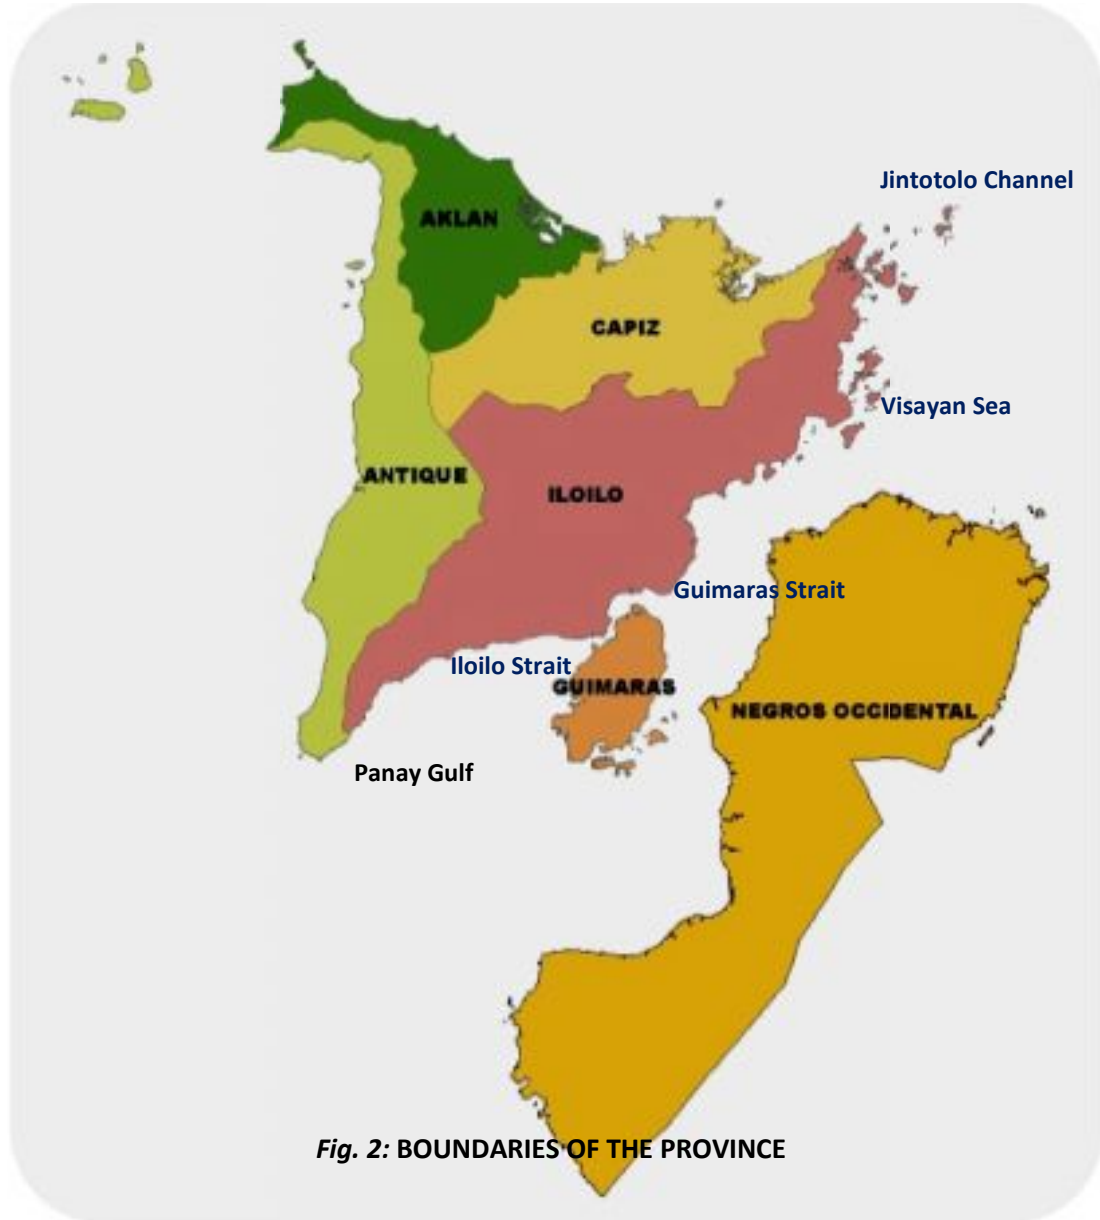 Jintotolo Channel
AKLAN
CAPIZ
Visayan Sea
ANTIQUE
ILOILO
Guimaras Strait
Iloilo Strait
GUIMARAS
NEGROS OCCIDENTAL
Panay Gulf
Fig. 2: BOUNDARIES OF THE PROVINCE